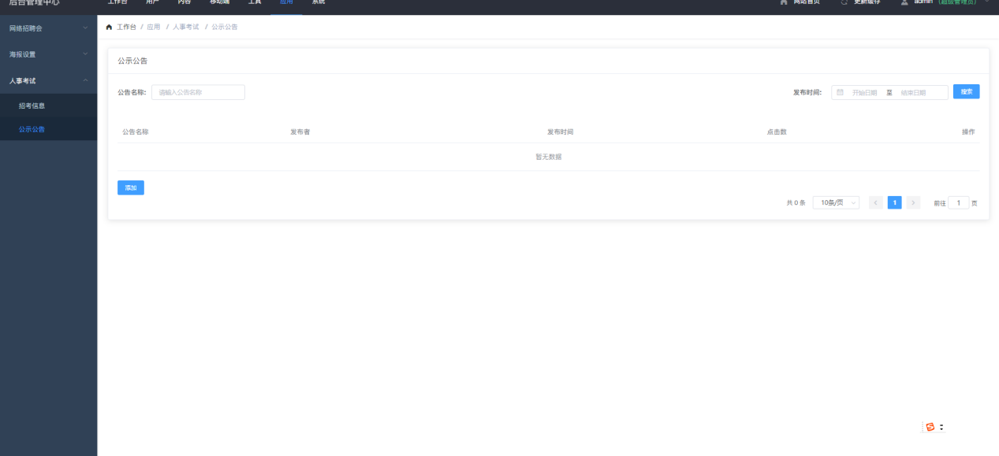 后台管理中心 工作台 用户 内容 移动端 工具 应用 系统 网站首页 更新缓存 admin (超级管理员)
网络招聘会
海报设置
人事考试
招考信息
公示公告
工作台 / 应用 / 人事考试 / 公示公告
公示公告
公告名称: 请输入公告名称 发布时间: 开始日期 至 结束日期 搜索
公告名称 发布者 发布时间 点击数 操作
暂无数据
添加
共 0 条 10条/页 < 1 > 前往 1 页